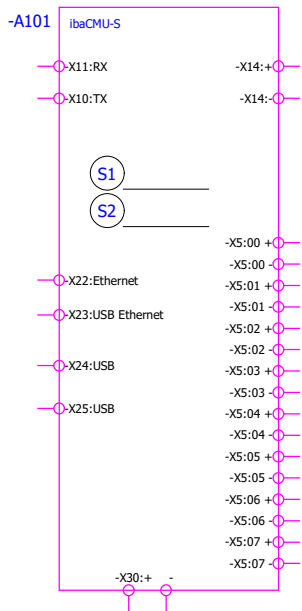 -A101 ibaCMU-S
-X11:RX -X14:+
-X10:TX -X14:-
S1
S2
-X5:00 +
-X5:00 -
-X22:Ethernet -X5:01 +
-X5:01 -
-X23:USB Ethernet -X5:02 +
-X5:02 -
-X24:USB -X5:03 +
-X5:03 -
-X25:USB -X5:04 +
-X5:04 -
-X5:05 +
-X5:05 -
-X5:06 +
-X5:06 -
-X5:07 +
-X5:07 -
-X30:+ -